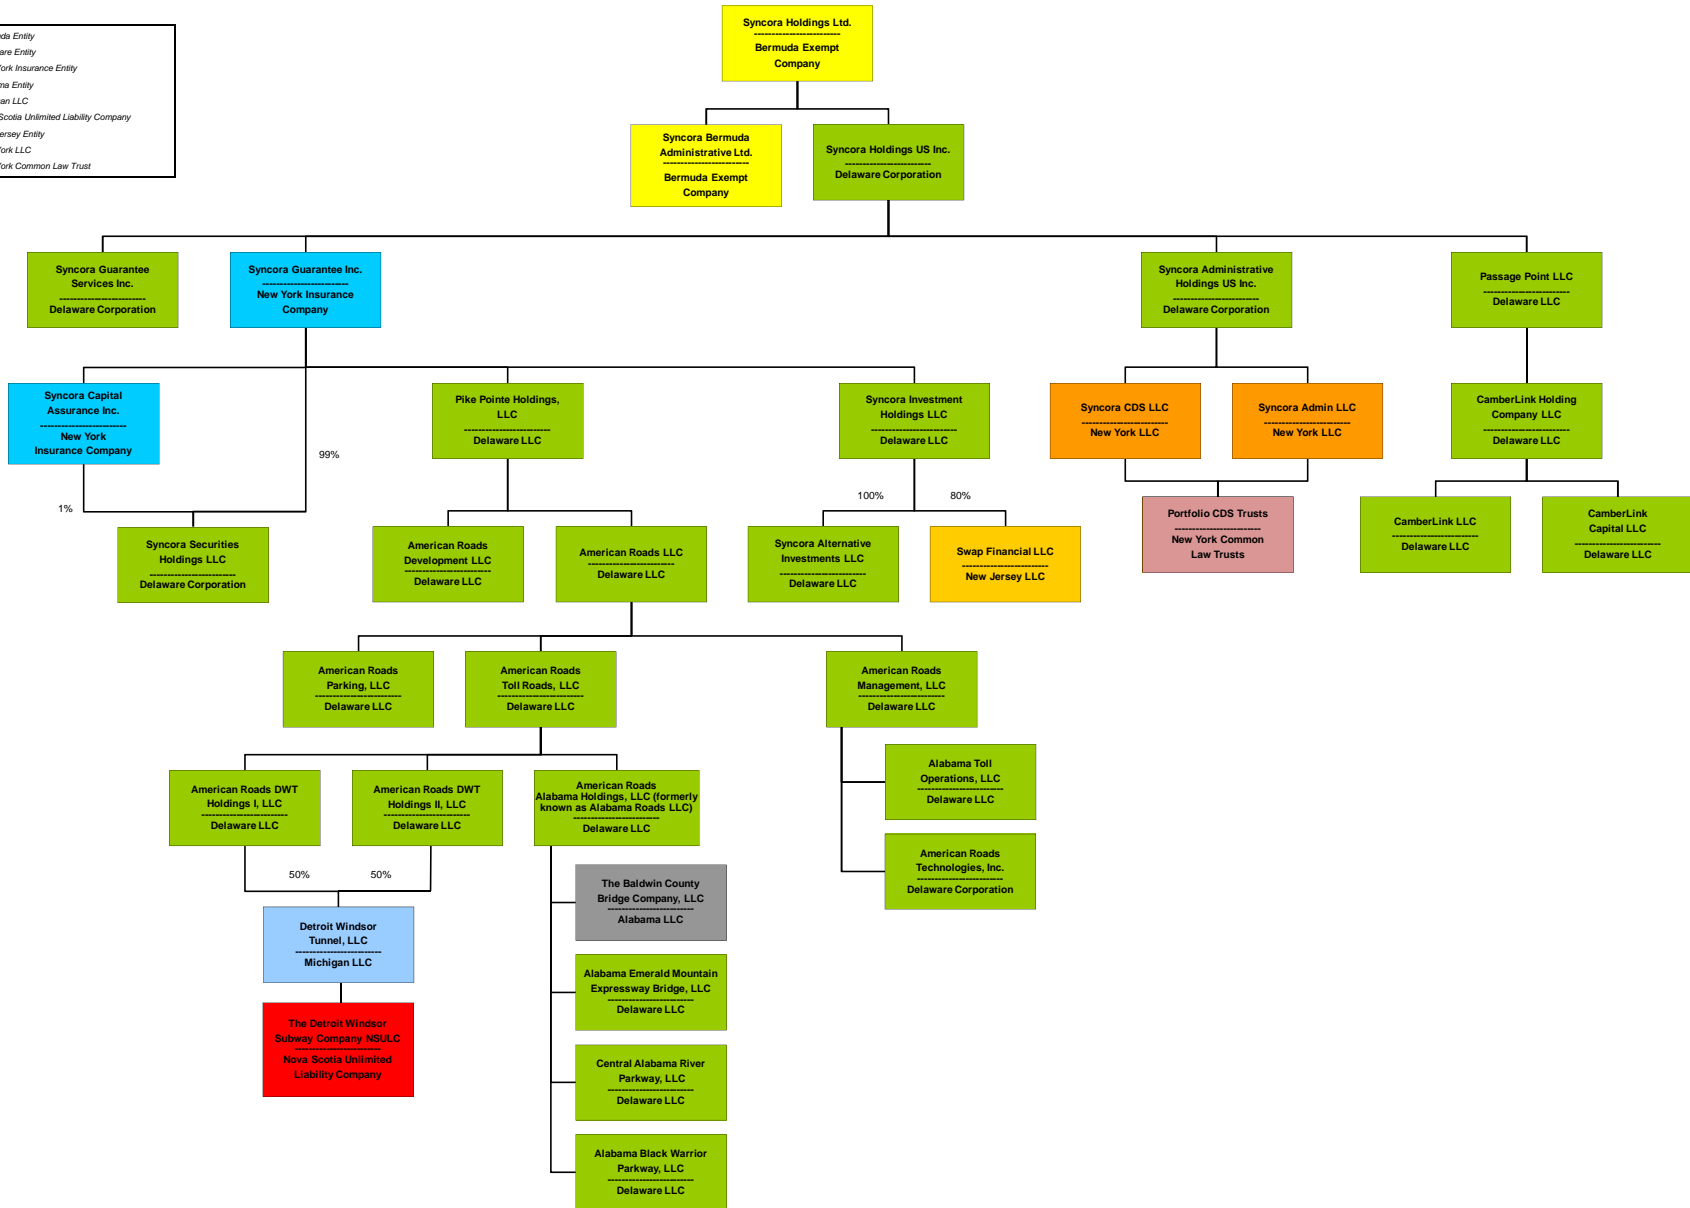 da Entity
are Entity
ork Insurance Entity
ma Entity
an LLC
Scotia Unlimited Liability Company
ersey Entity
ork LLC
ork Common Law Trust
Syncora Holdings Ltd.
-------------------------
Bermuda Exempt
Company
Syncora Bermuda
Administrative Ltd.
-------------------------
Bermuda Exempt
Company
Syncora Holdings US Inc.
-------------------------
Delaware Corporation
Syncora Guarantee
Services Inc.
-------------------------
Delaware Corporation
Syncora Guarantee Inc.
-------------------------
New York Insurance
Company
Syncora Administrative
Holdings US Inc.
-------------------------
Delaware Corporation
Passage Point LLC
-------------------------
Delaware LLC
Syncora Capital
Assurance Inc.
-------------------------
New York
Insurance Company
Pike Pointe Holdings,
LLC
-------------------------
Delaware LLC
Syncora Investment
Holdings LLC
-------------------------
Delaware LLC
Syncora CDS LLC
-------------------------
New York LLC
Syncora Admin LLC
-------------------------
New York LLC
CamberLink Holding
Company LLC
-------------------------
Delaware LLC
99%
1%
100%
80%
Syncora Securities
Holdings LLC
-------------------------
Delaware Corporation
American Roads
Development LLC
-------------------------
Delaware LLC
American Roads LLC
-------------------------
Delaware LLC
Syncora Alternative
Investments LLC
-------------------------
Delaware LLC
Swap Financial LLC
-------------------------
New Jersey LLC
Portfolio CDS Trusts
-------------------------
New York Common
Law Trusts
CamberLink LLC
-------------------------
Delaware LLC
CamberLink
Capital LLC
-------------------------
Delaware LLC
American Roads
Parking, LLC
-------------------------
Delaware LLC
American Roads
Toll Roads, LLC
-------------------------
Delaware LLC
American Roads
Management, LLC
-------------------------
Delaware LLC
American Roads DWT
Holdings I, LLC
-------------------------
Delaware LLC
American Roads DWT
Holdings II, LLC
-------------------------
Delaware LLC
American Roads
Alabama Holdings, LLC (formerly
known as Alabama Roads LLC)
-------------------------
Delaware LLC
Alabama Toll
Operations, LLC
-------------------------
Delaware LLC
American Roads
Technologies, Inc.
-------------------------
Delaware Corporation
50%
50%
Detroit Windsor
Tunnel, LLC
-------------------------
Michigan LLC
The Detroit Windsor
Subway Company NSULC
-------------------------
Nova Scotia Unlimited
Liability Company
The Baldwin County
Bridge Company, LLC
-------------------------
Alabama LLC
Alabama Emerald Mountain
Expressway Bridge, LLC
-------------------------
Delaware LLC
Central Alabama River
Parkway, LLC
-------------------------
Delaware LLC
Alabama Black Warrior
Parkway, LLC
-------------------------
Delaware LLC